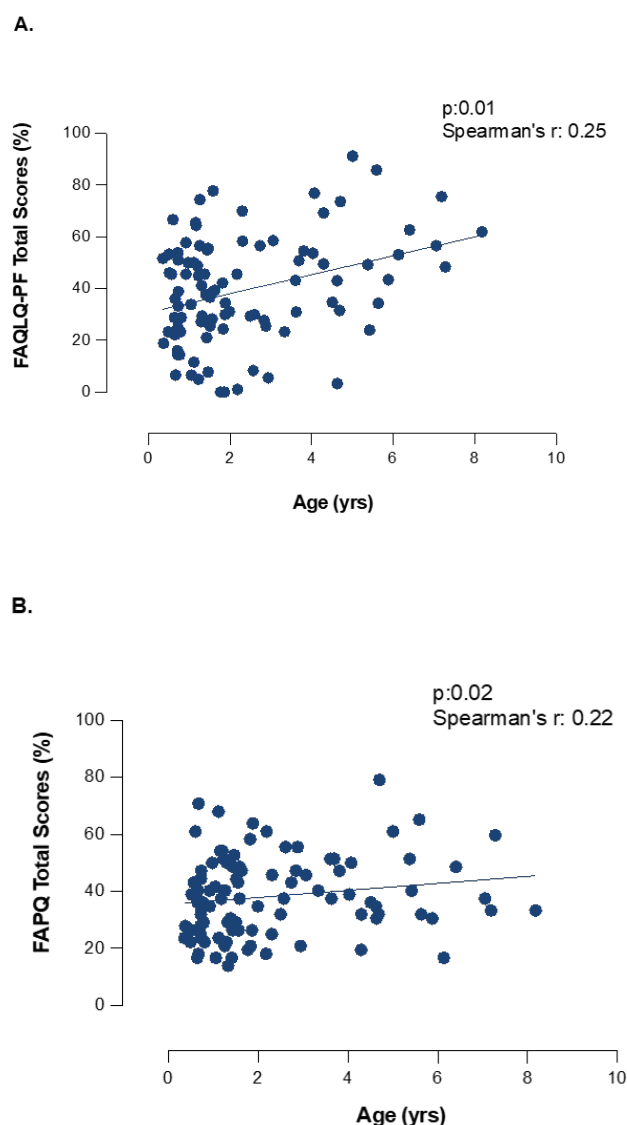 A.
p:0.01
Spearman's r: 0.25
FAQLQ-PF Total Scores (%)
100
80
60
40
20
0
0 2 4 6 8 10
Age (yrs)
B.
p:0.02
Spearman's r: 0.22
FAPQ Total Scores (%)
100
80
60
40
20
0
0 2 4 6 8 10
Age (yrs)